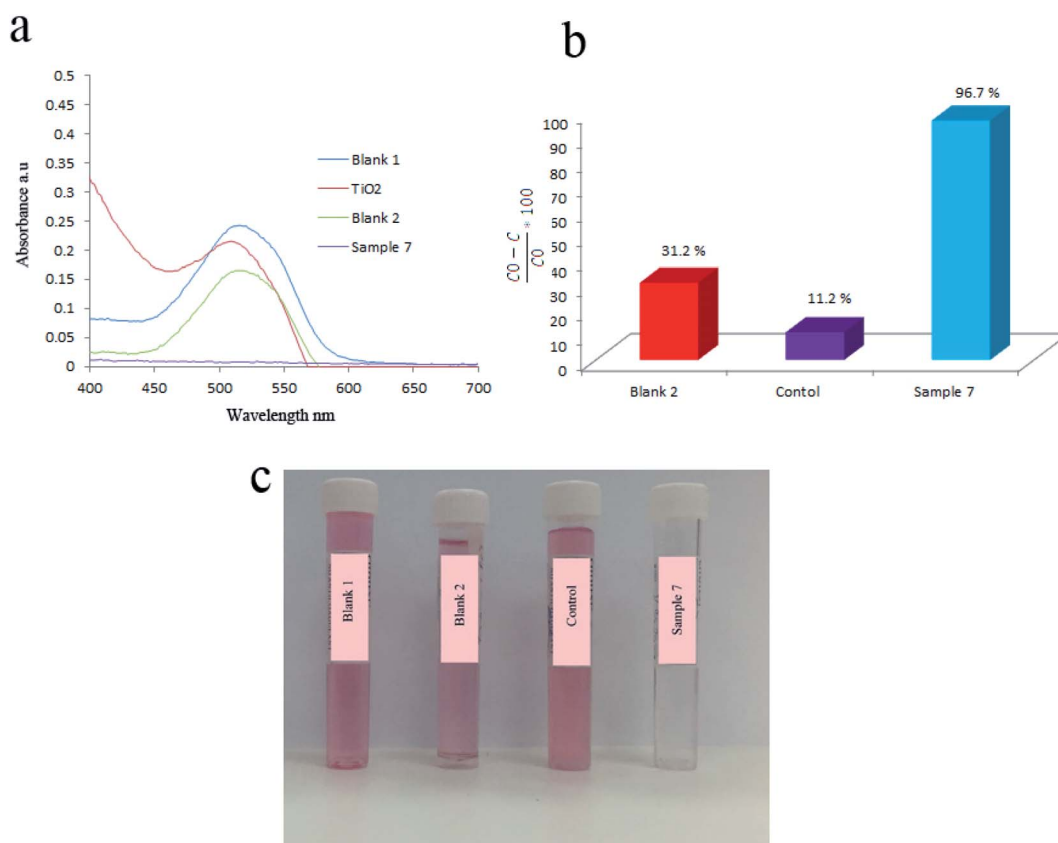 a
0.5
0.45
0.4
0.35
0.3
0.25
0.2
0.15
0.1
0.05
0
400 450 500 550 600 650 700
Absorbance a.u
Wavelength nm
Blank 1
TiO2
Blank 2
Sample 7
b
96.7 %
31.2 %
11.2 %
100
90
80
70
60
50
40
30
20
10
0
C0 – C
C0
* 100
Blank 2 Contol Sample 7
c
Blank 1
Blank 2
Control
Sample 7